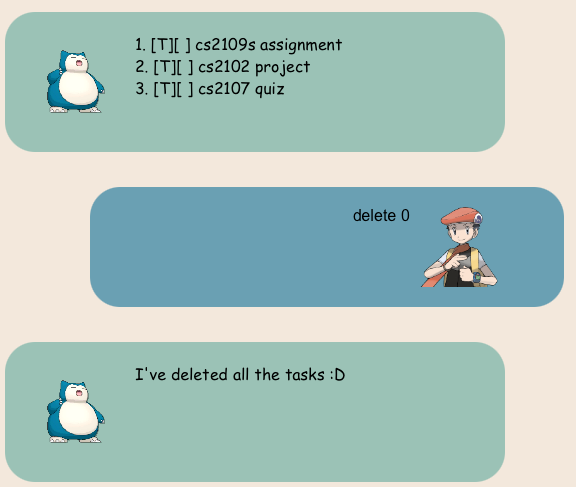 1. [T][ ] cs2109s assignment
2. [T][ ] cs2102 project
3. [T][ ] cs2107 quiz
delete 0
I've deleted all the tasks :D